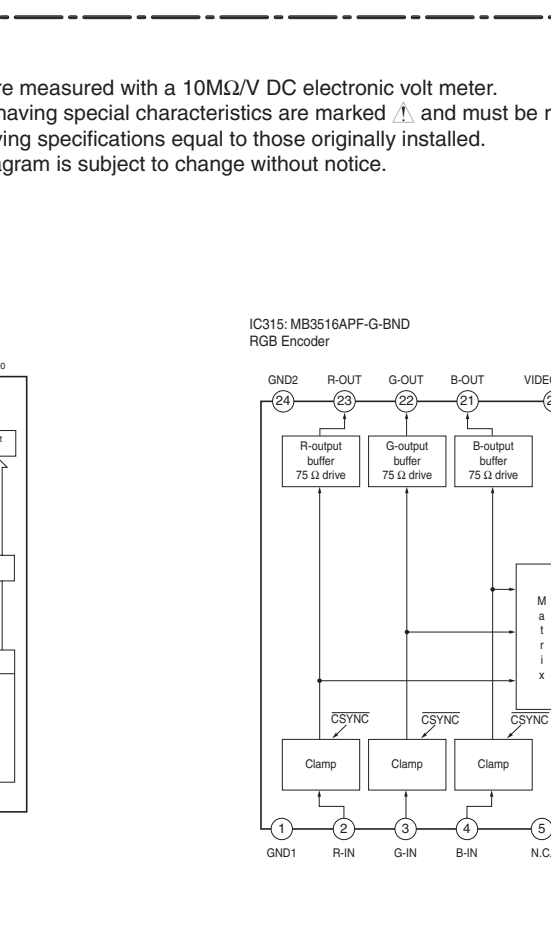 re measured with a 10MΩ/V DC electronic volt meter.
having special characteristics are marked ⚠ and must be r
ving specifications equal to those originally installed.
agram is subject to change without notice.
IC315: MB3516APF-G-BND
RGB Encoder
GND2 R-OUT G-OUT B-OUT VIDE
24 23 22 21 2
R-output G-output B-output
buffer buffer buffer
75 Ω drive 75 Ω drive 75 Ω drive
M
a
t
r
i
x
CSYNC CSYNC CSYNC
Clamp Clamp Clamp
1 2 3 4 5
GND1 R-IN G-IN B-IN N.C.